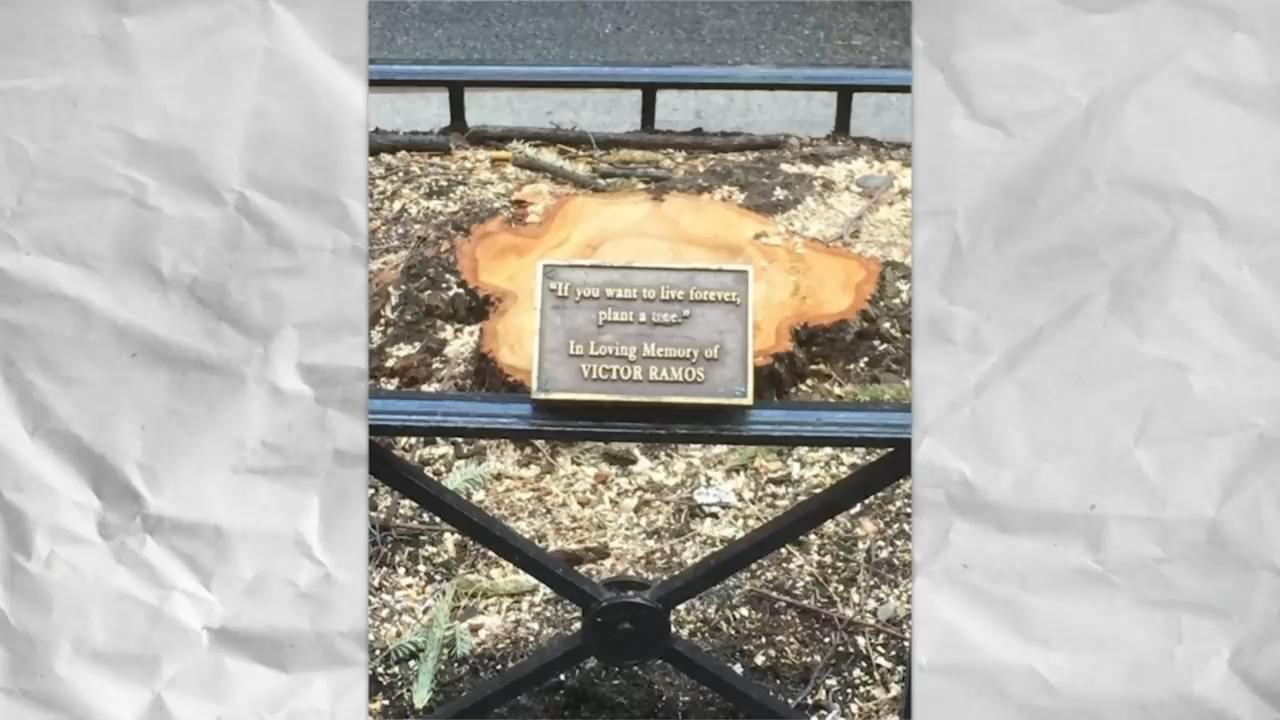 “If you want to live forever,
plant a tree.”
In Loving Memory of
VICTOR RAMOS